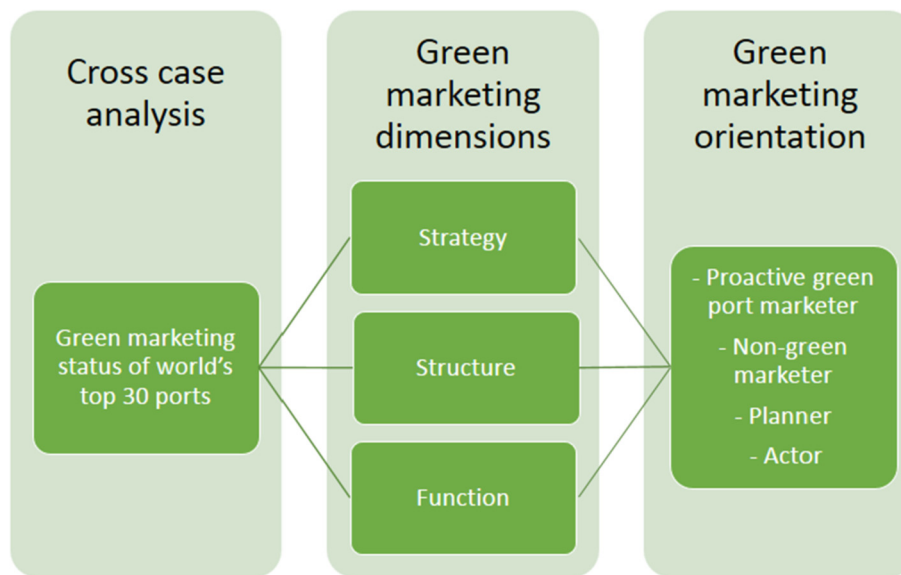 Cross case
analysis
Green marketing
status of world's
top 30 ports
Green
marketing
dimensions
Strategy
Structure
Function
Green
marketing
orientation
- Proactive green
port marketer
- Non-green
marketer
- Planner
- Actor